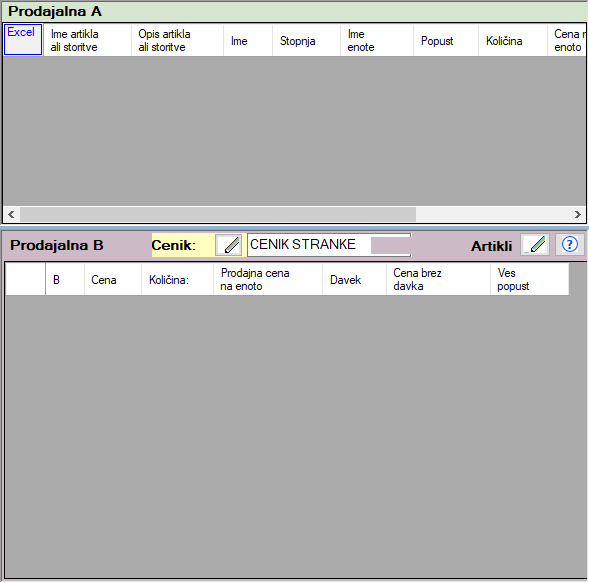 Prodajalna A
Excel
Ime artikla
ali storitve
Opis artikla
ali storitve
Ime
Stopnja
Ime
enote
Popust
Količina
Cena
enoto
Prodajalna B
Cenik:
CENIK STRANKE
Artikli
?
B
Cena
Količina:
Prodajna cena
na enoto
Davek
Cena brez
davka
Ves
popust